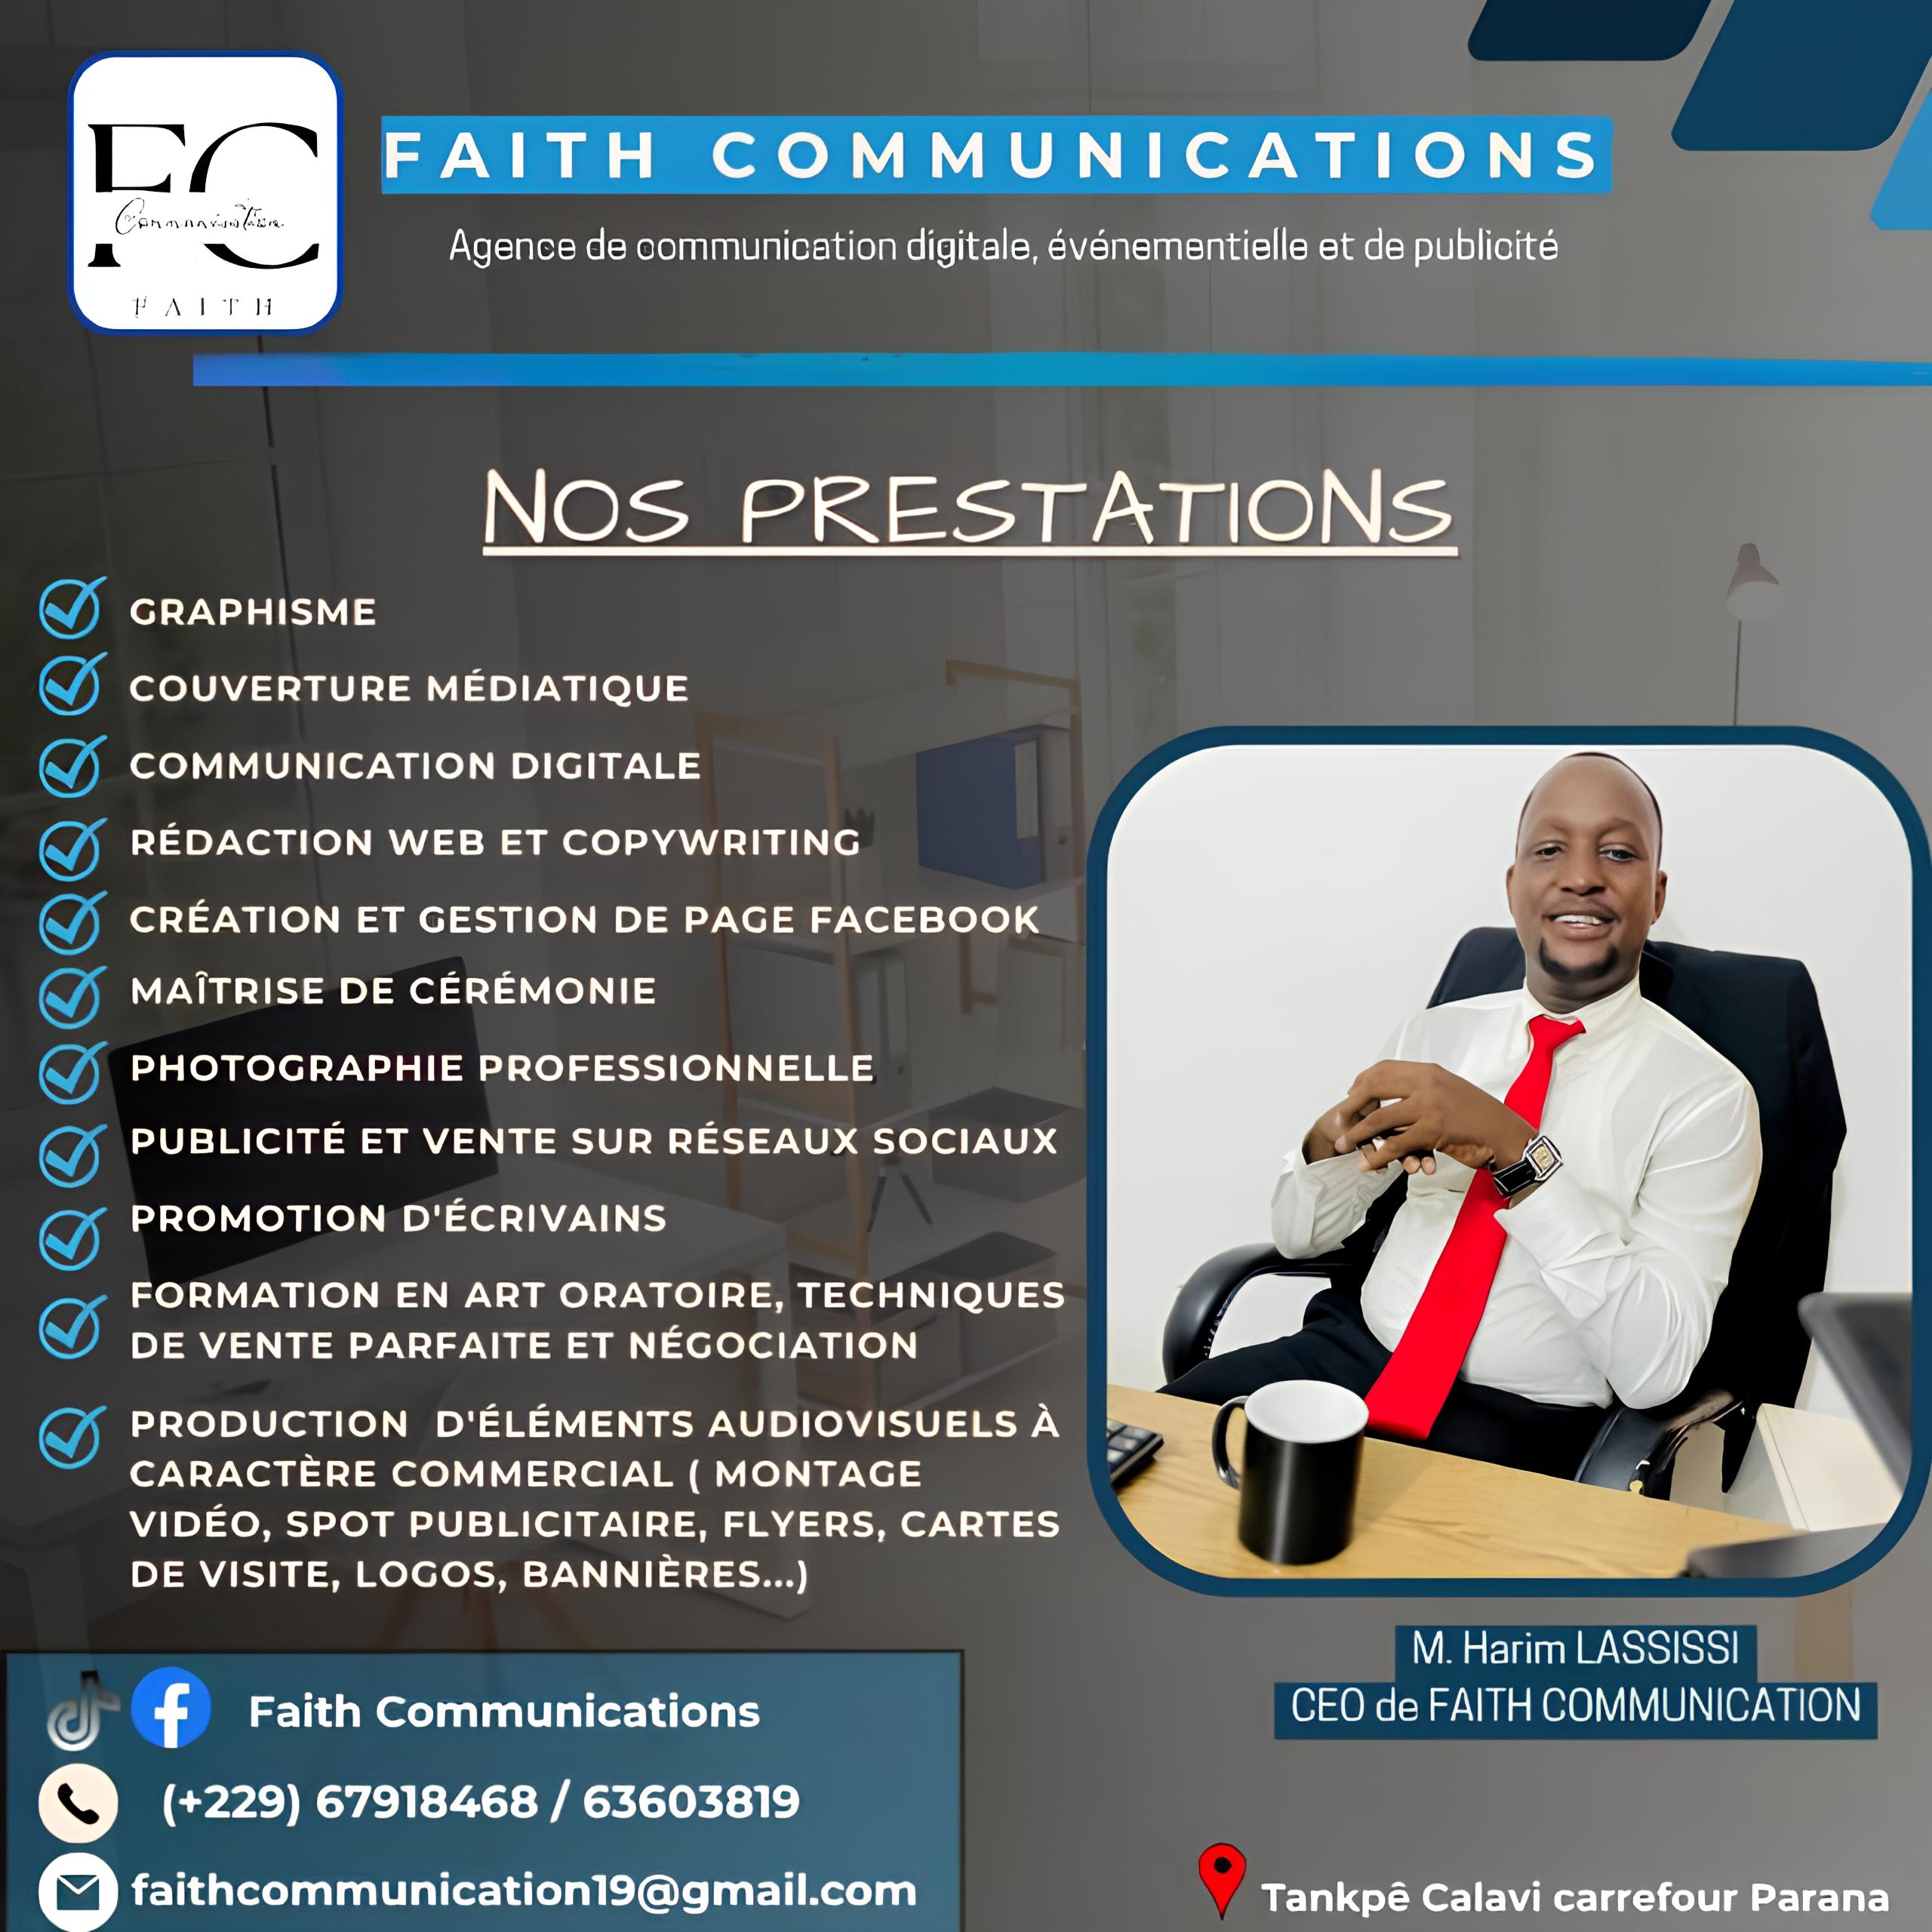 FC
Communication
FAITH
FAITH COMMUNICATIONS
Agence de communication digitale, événementielle et de publicité
NOS PRESTATIONS
GRAPHISME
COUVERTURE MÉDIATIQUE
COMMUNICATION DIGITALE
RÉDACTION WEB ET COPYWRITING
CRÉATION ET GESTION DE PAGE FACEBOOK
MAÎTRISE DE CÉRÉMONIE
PHOTOGRAPHIE PROFESSIONNELLE
PUBLICITÉ ET VENTE SUR RÉSEAUX SOCIAUX
PROMOTION D'ÉCRIVAINS
FORMATION EN ART ORATOIRE, TECHNIQUES
DE VENTE PARFAITE ET NÉGOCIATION
PRODUCTION D'ÉLÉMENTS AUDIOVISUELS À
CARACTÈRE COMMERCIAL ( MONTAGE
VIDÉO, SPOT PUBLICITAIRE, FLYERS, CARTES
DE VISITE, LOGOS, BANNIÈRES...)
M. Harim LASSISSI
CEO de FAITH COMMUNICATION
Faith Communications
(+229) 67918468 / 63603819
faithcommunication19@gmail.com
Tankpê Calavi carrefour Parana